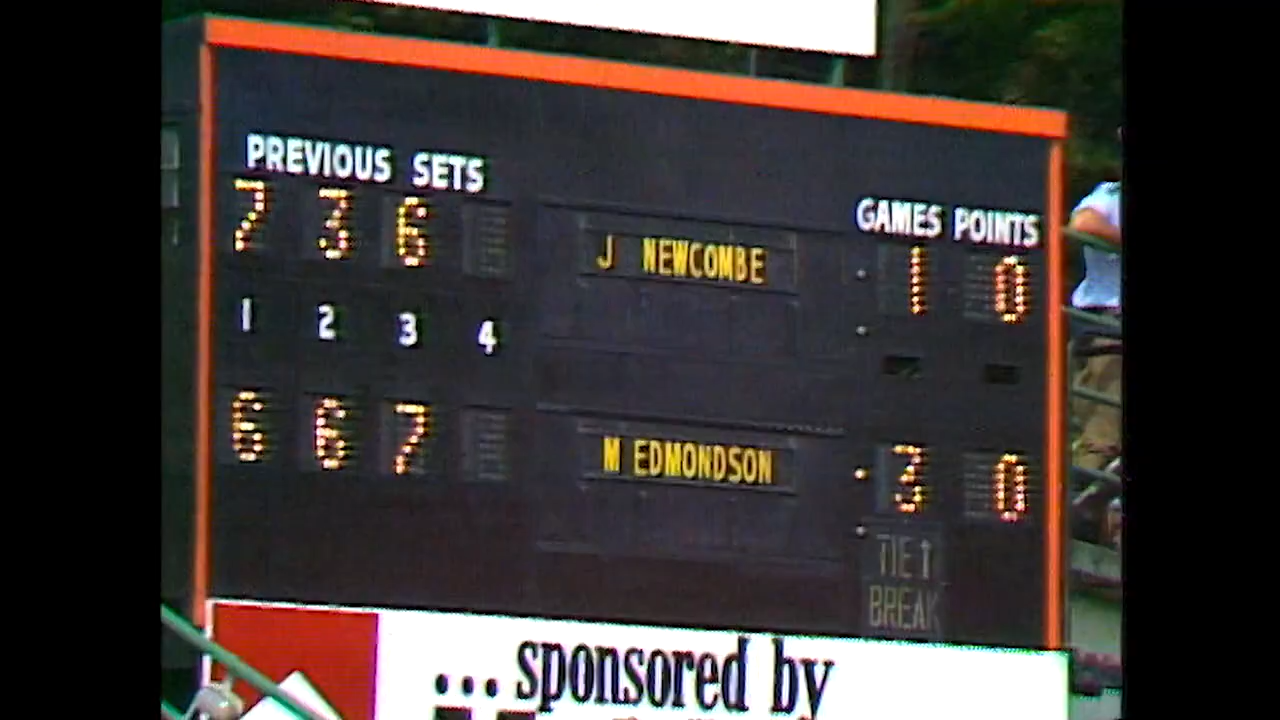 PREVIOUS SETS
GAMES POINTS
7 3 6 J NEWCOMBE 1 0
1 2 3 4
6 6 7 M EDMONDSON 3 0
TIE ↑
BREAK
...sponsored by